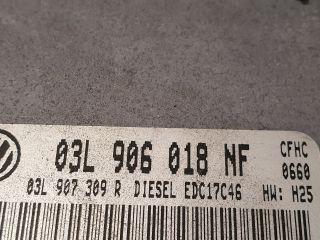 03L 906 018 NF CFHC
0660
03L 907 309 R DIESEL EDC17C46 HW: H25